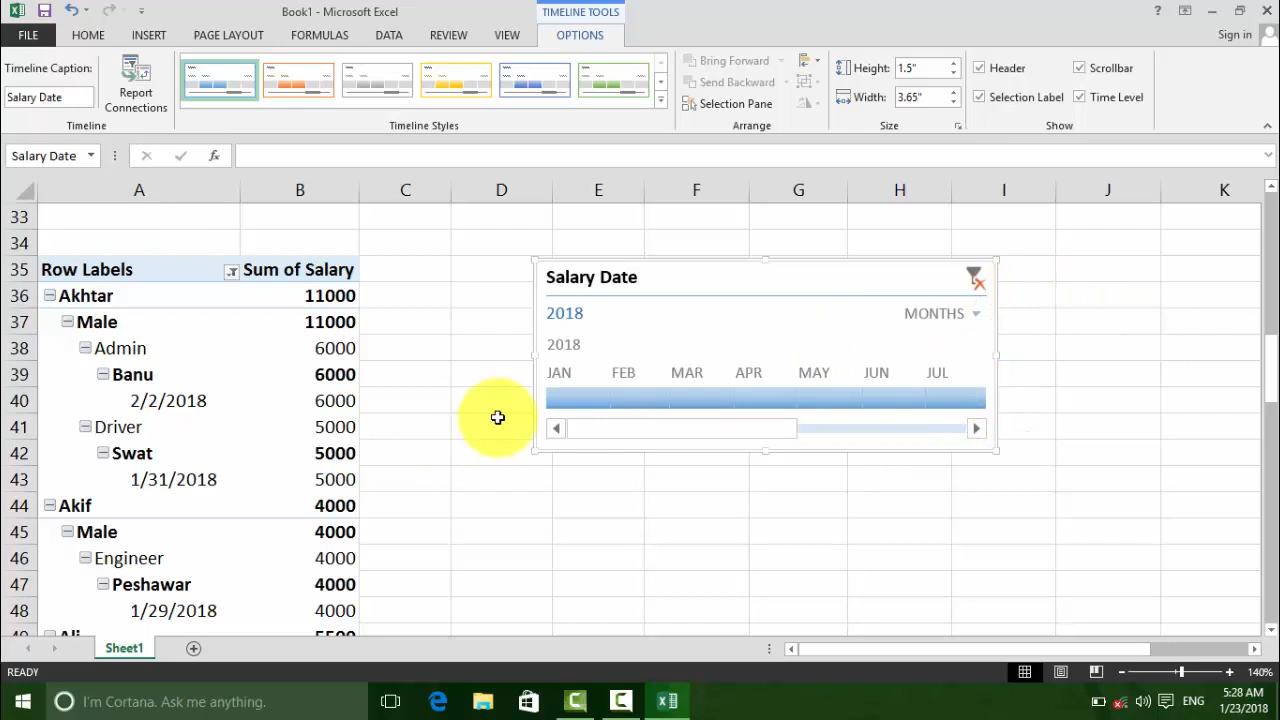 Book1 - Microsoft Excel
TIMELINE TOOLS
?
FILE HOME INSERT PAGE LAYOUT FORMULAS DATA REVIEW VIEW OPTIONS Sign in
Timeline Caption:
Salary Date
Report
Connections
Timeline
Timeline Styles
Bring Forward
Send Backward
Selection Pane
Arrange
Height: 1.5"
Width: 3.65"
Size
Header Scrollbar
Selection Label Time Level
Show
Salary Date fx
A B C D E F G H I J K
33
34
35 Row Labels Sum of Salary
36 Akhtar 11000
37 Male 11000
38 Admin 6000
39 Banu 6000
40 2/2/2018 6000
41 Driver 5000
42 Swat 5000
43 1/31/2018 5000
44 Akif 4000
45 Male 4000
46 Engineer 4000
47 Peshawar 4000
48 1/29/2018 4000
Salary Date
2018 MONTHS
2018
JAN FEB MAR APR MAY JUN JUL
Sheet1
READY 140%
I'm Cortana. Ask me anything.
ENG
5:28 AM
1/23/2018